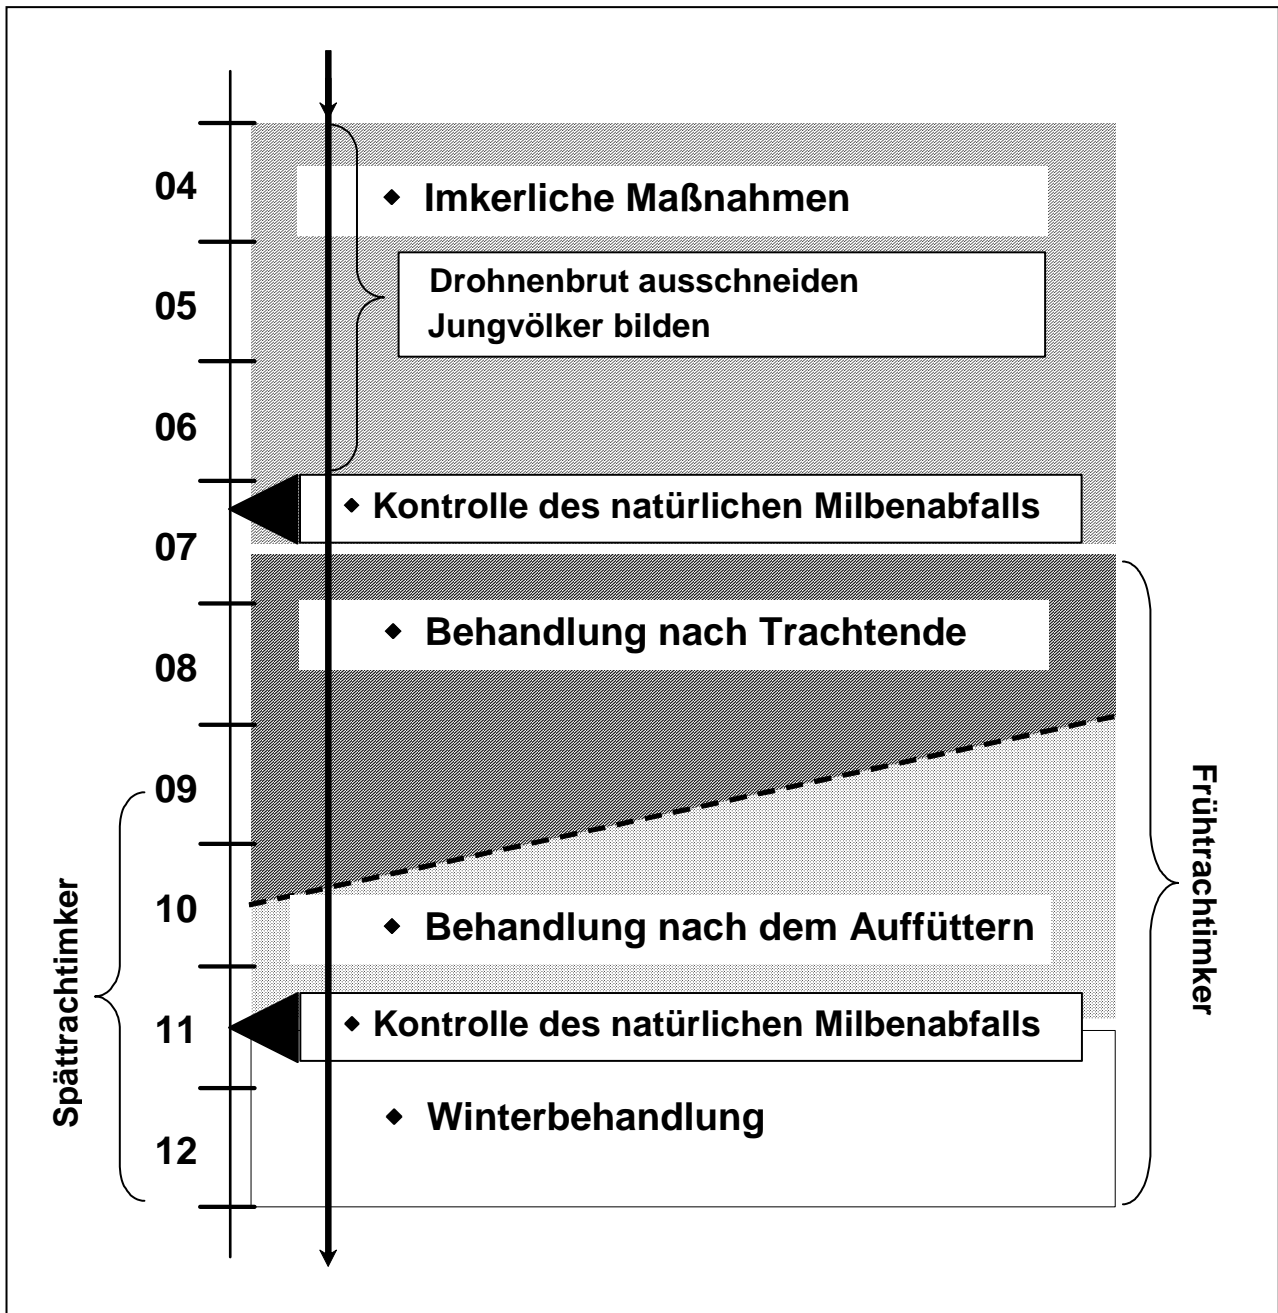 04
◆ Imkerliche Maßnahmen
05
Drohnenbrut ausschneiden
Jungvölker bilden
06
◆ Kontrolle des natürlichen Milbenabfalls
07
◆ Behandlung nach Trachtende
08
09
10
◆ Behandlung nach dem Auffüttern
11
◆ Kontrolle des natürlichen Milbenabfalls
◆ Winterbehandlung
12
Spättrachtimker
Frühtrachtimker